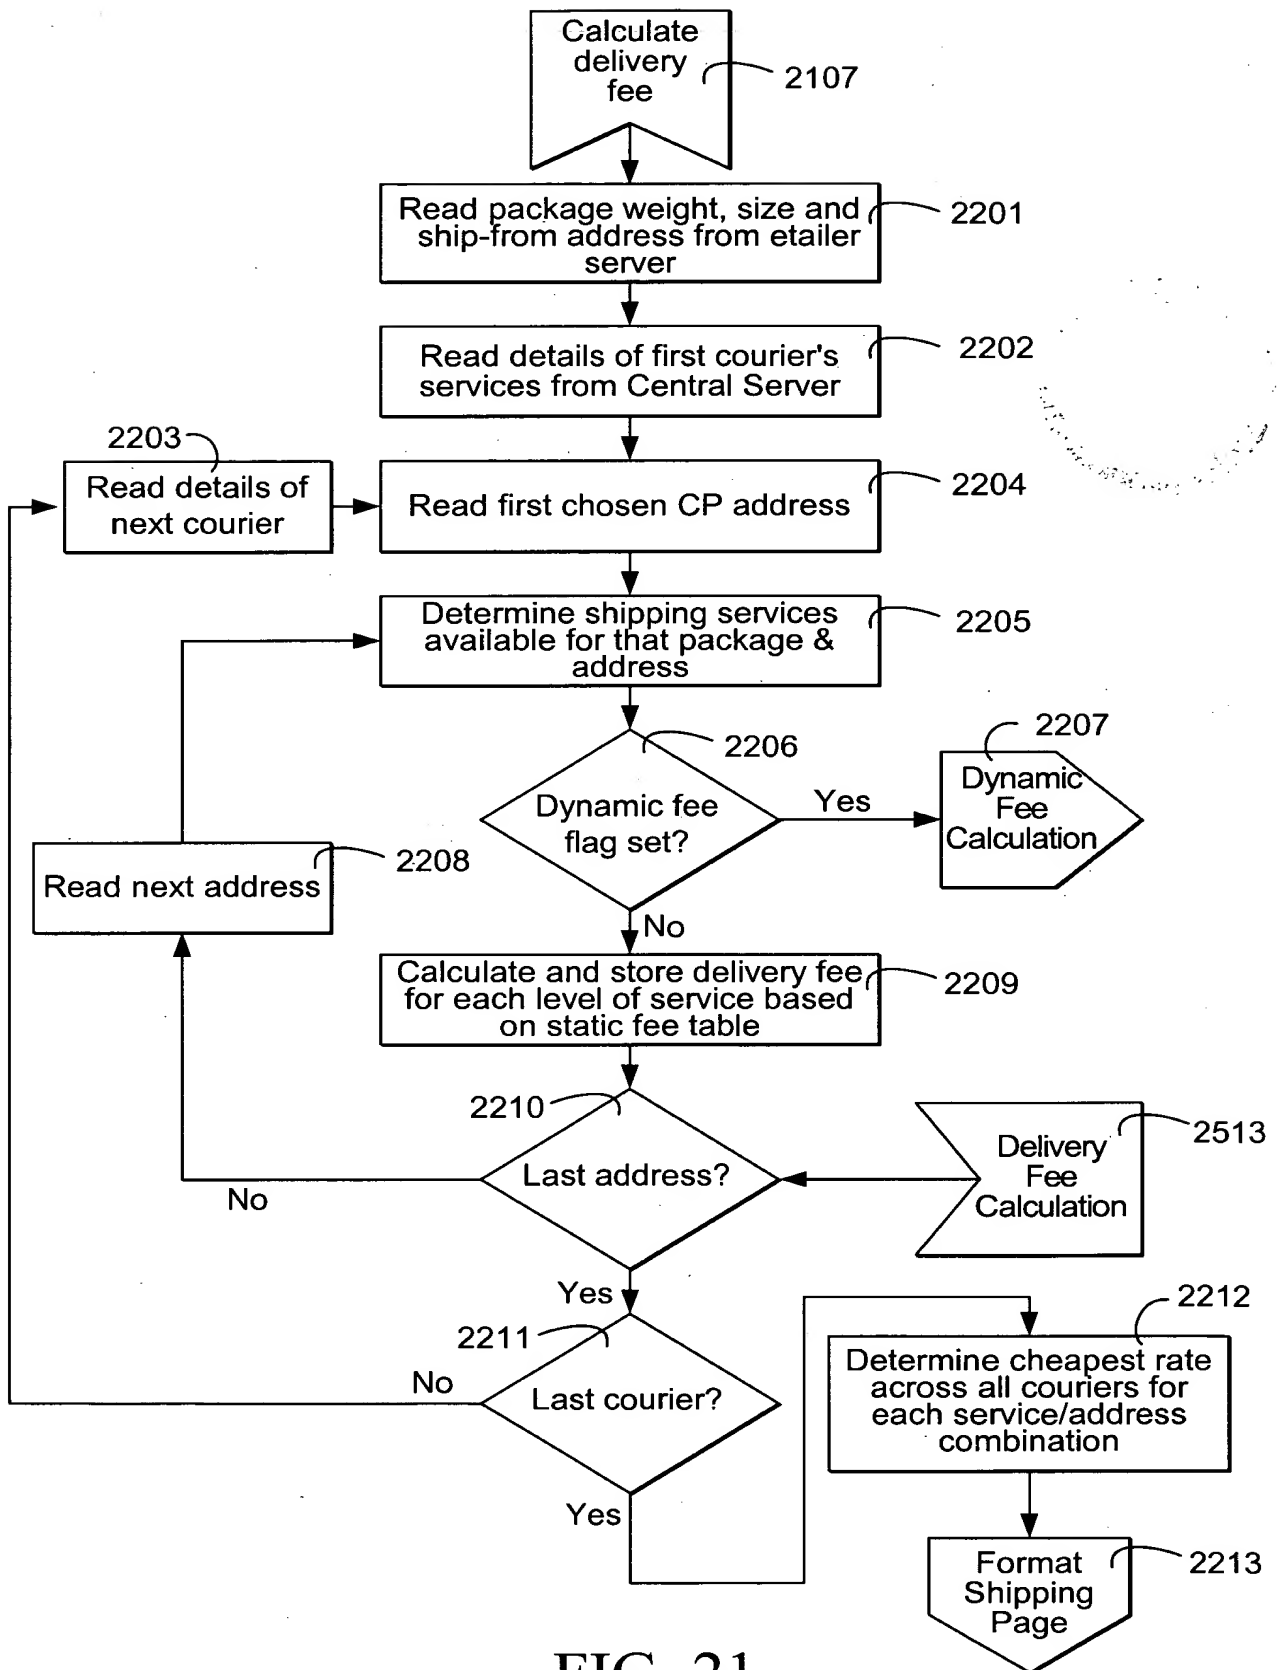 Calculate
delivery
fee
2107
Read package weight, size and
ship-from address from etailer
server
2201
Read details of first courier's
services from Central Server
2202
2203
Read details of
next courier
Read first chosen CP address
2204
Determine shipping services
available for that package &
address
2205
2206
Dynamic fee
flag set?
Yes
2207
Dynamic
Fee
Calculation
No
2208
Read next address
Calculate and store delivery fee
for each level of service based
on static fee table
2209
2210
Last address?
No
Delivery
Fee
Calculation
2513
Yes
2211
Last courier?
No
Yes
2212
Determine cheapest rate
across all couriers for
each service/address
combination
Format
Shipping
Page
2213
FIG. 21